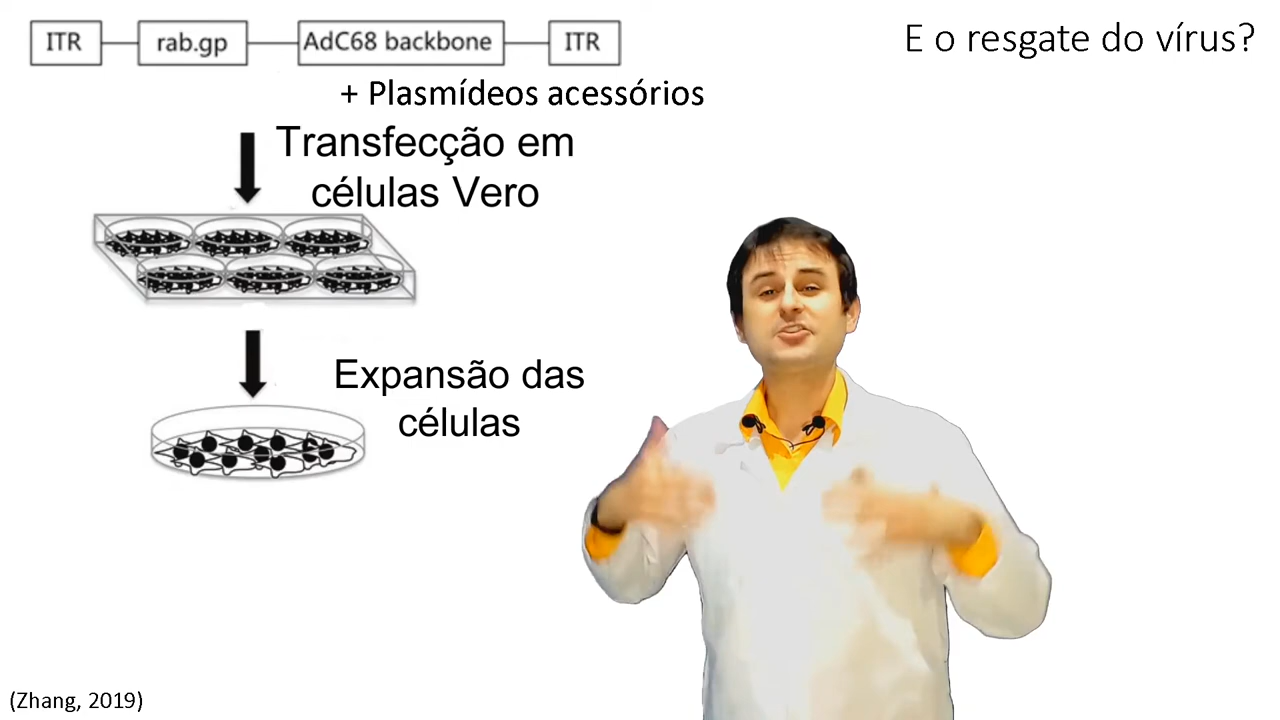 ITR rab.gp AdC68 backbone ITR
E o resgate do vírus?
+ Plasmídeos acessórios
Transfecção em
células Vero
Expansão das
células
(Zhang, 2019)